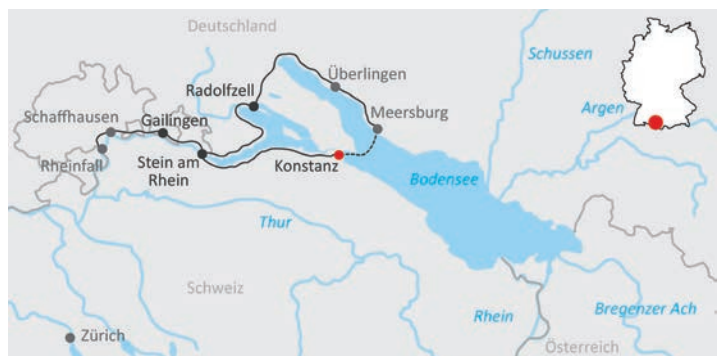 Deutschland
Schussen
Überlingen
Radolfzell
Argen
Schaffhausen
Gailingen
Meersburg
Rheinfall
Stein am
Rhein
Konstanz
Bodensee
Thur
Schweiz
Rhein
Bregenzer Ach
Zürich
Österreich